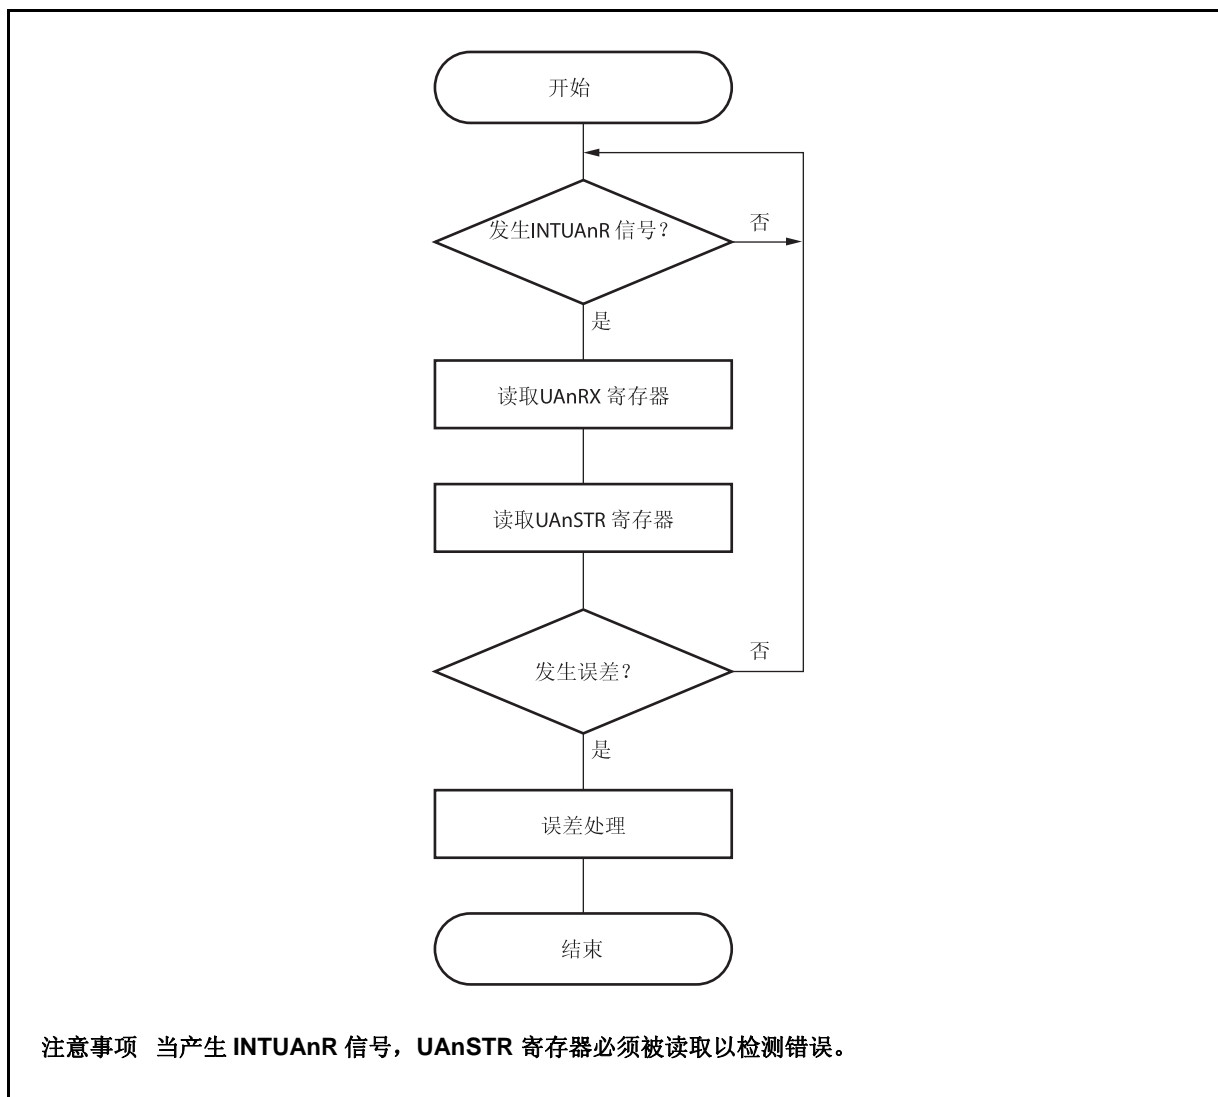 开始
发生INTUAnR 信号？
否
是
读取UAnRX 寄存器
读取UAnSTR 寄存器
发生误差？
否
是
误差处理
结束
注意事项 当产生 INTUAnR 信号，UAnSTR 寄存器必须被读取以检测错误。